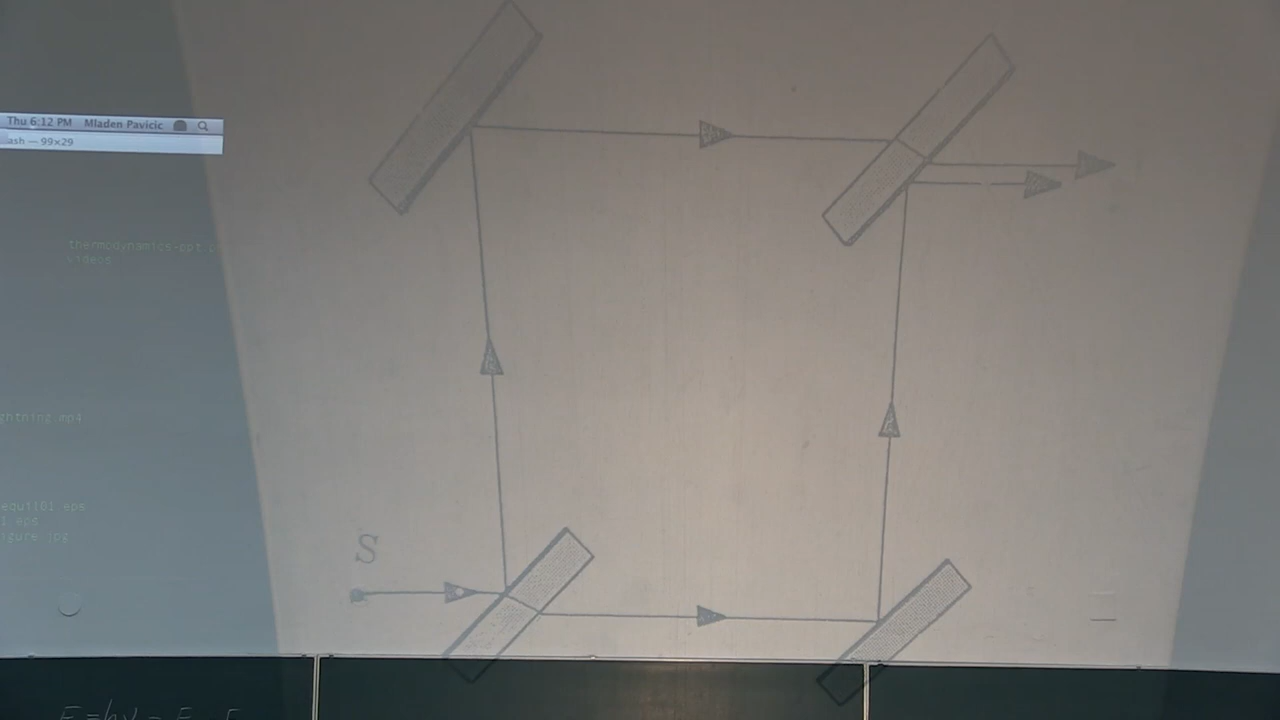 Thu 6:12 PM Mladen Pavicic
ash — 99×29
thermodynamics-ppt.p
videos
ghtning.mp4
equil01.eps
1.eps
igure.jpg
S